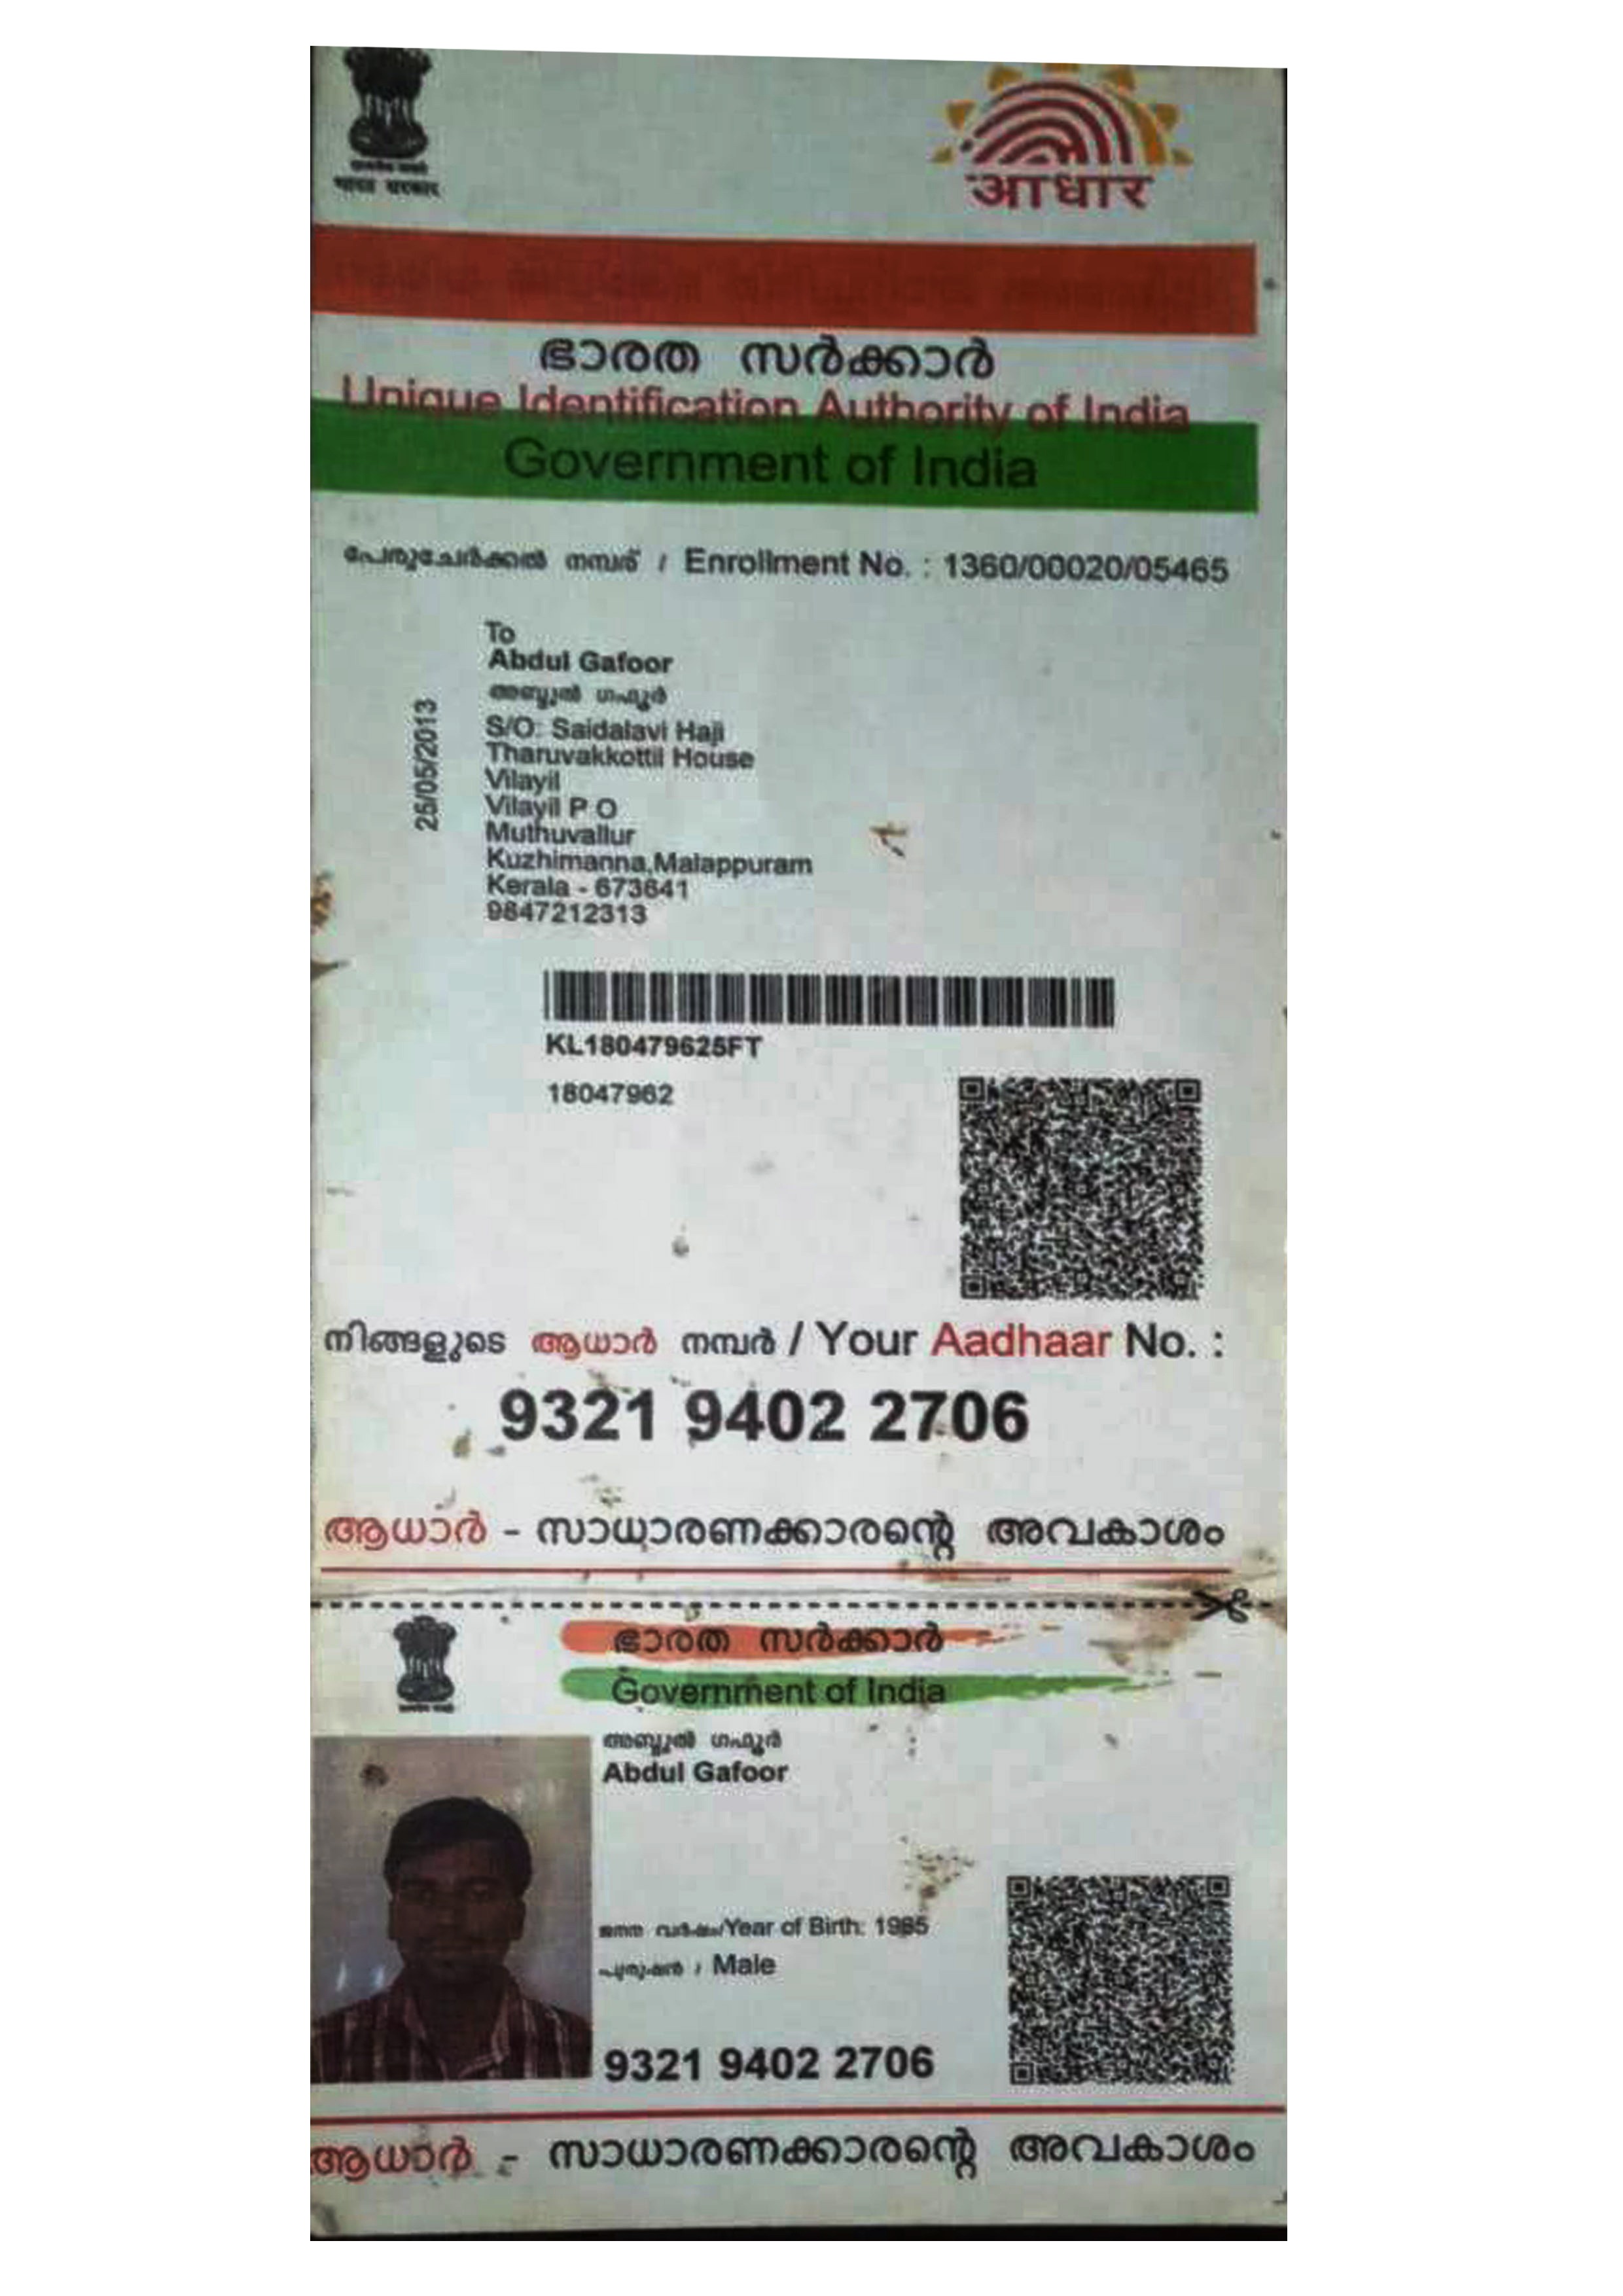 भारत सरकार
आधार
ഭാരത സർക്കാർ
Unique Identification Authority of India
Government of India
പേരുചേർക്കൽ നമ്പര് / Enrollment No. : 1360/00020/05465
25/05/2013
To
Abdul Gafoor
അബ്ദുൽ ഗഫൂർ
S/O: Saidalavi Haji
Tharuvakkottil House
Vilayil
Vilayil P O
Muthuvallur
Kuzhimanna,Malappuram
Kerala - 673641
9847212313
KL180479625FT
18047962
നിങ്ങളുടെ ആധാർ നമ്പർ / Your Aadhaar No. :
9321 9402 2706
ആധാർ - സാധാരണക്കാരന്റെ അവകാശം
ഭാരത സർക്കാർ
Government of India
അബ്ദുൽ ഗഫൂർ
Abdul Gafoor
ജനന വർഷം/Year of Birth: 1985
പുരുഷൻ / Male
9321 9402 2706
ആധാർ - സാധാരണക്കാരന്റെ അവകാശം